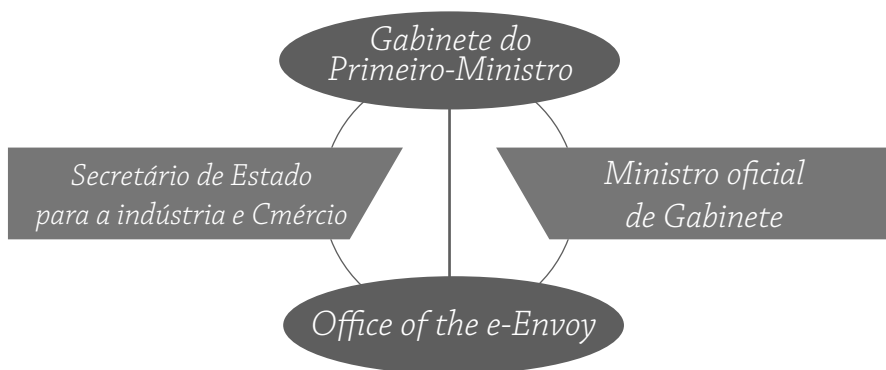 Gabinete do
Primeiro-Ministro
Secretário de Estado
para a indústria e Cmércio
Ministro oficial
de Gabinete
Office of the e-Envoy